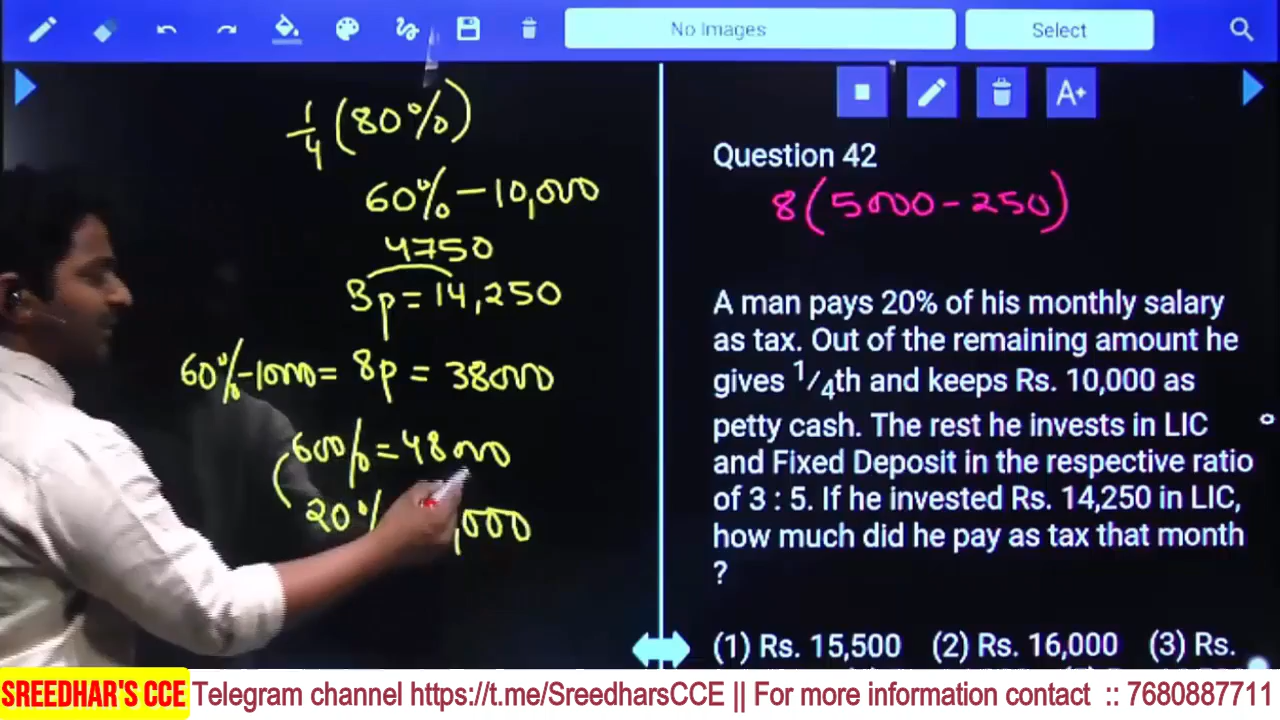 No Images
Select
A+
1/4 (80%)
60% - 10,000
4750
3p = 14,250
60% - 1000 = 8p = 38000
600% = 48000
20%
,000
Question 42
8(5000 - 250)
A man pays 20% of his monthly salary
as tax. Out of the remaining amount he
gives 1/4th and keeps Rs. 10,000 as
petty cash. The rest he invests in LIC
and Fixed Deposit in the respective ratio
of 3 : 5. If he invested Rs. 14,250 in LIC,
how much did he pay as tax that month
?
(1) Rs. 15,500 (2) Rs. 16,000 (3) Rs.
SREEDHAR'S CCE Telegram channel https://t.me/SreedharsCCE || For more information contact :: 7680887711